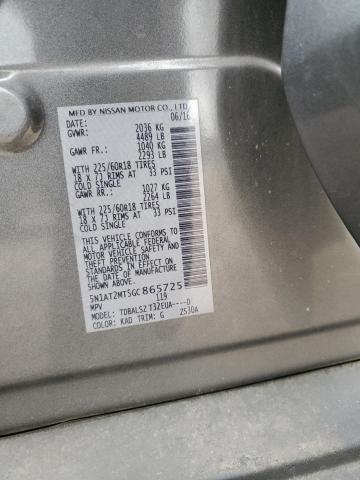 MFD BY NISSAN MOTOR CO., LTD.
DATE: 06/16
GVWR: 2036 KG
4489 LB
GAWR FR: 1040 KG
2293 LB
WITH 225/60R18 TIRES
18 X 7J RIMS AT 33 PSI
COLD SINGLE
GAWR RR: 1027 KG
2264 LB
WITH 225/60R18 TIRES
18 X 7J RIMS AT 33 PSI
COLD SINGLE
THIS VEHICLE CONFORMS TO
ALL APPLICABLE FEDERAL
MOTOR VEHICLE SAFETY
STANDARDS IN EFFECT ON THE
DATE OF MANUFACTURE
SHOWN ABOVE.
5N1AT2MT5GC865725
MPV 119
MODEL: TDBALSZ T32EUA----D
COLOR: KAD TRIM: G 2530A